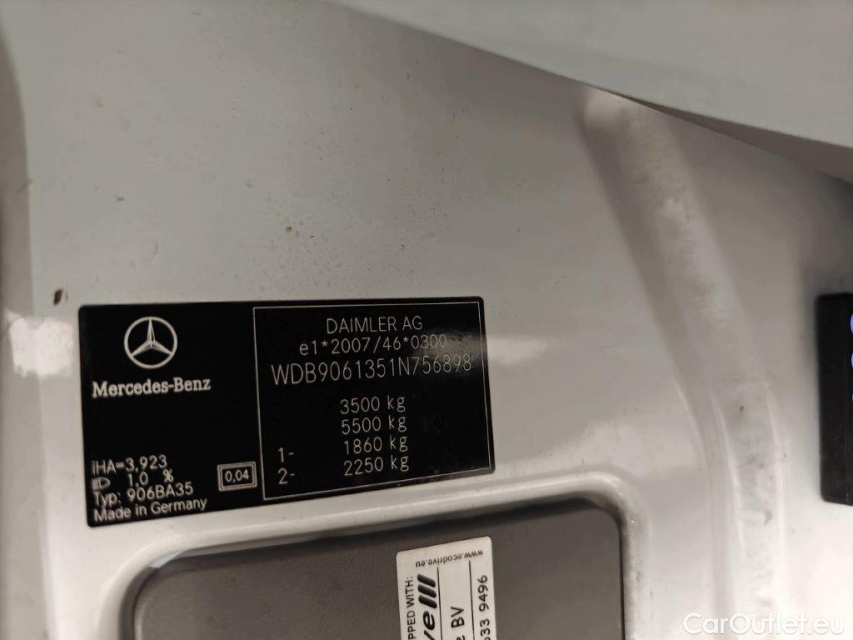 Mercedes-Benz
iHA=3,923
1.0 %
Typ: 906BA35
Made in Germany
0,04
DAIMLER AG
e1*2007/46*0300
WDB9061351N756898
3500 kg
5500 kg
1- 1860 kg
2- 2250 kg
www.ecodrive.eu
BV
9496
CarOutlet.eu